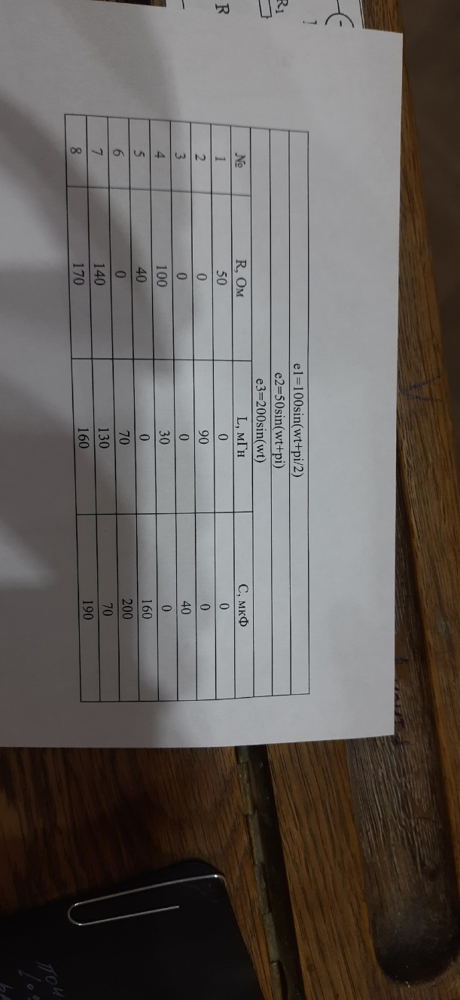 e1=100sin(wt+pi/2)
e2=50sin(wt+pi)
e3=200sin(wt)
№ R, Ом L, мГн C, мкФ
1 50 0 0
2 0 90 0
3 0 0 40
4 100 30 0
5 40 0 160
6 0 70 200
7 140 130 70
8 170 160 190
R1
R